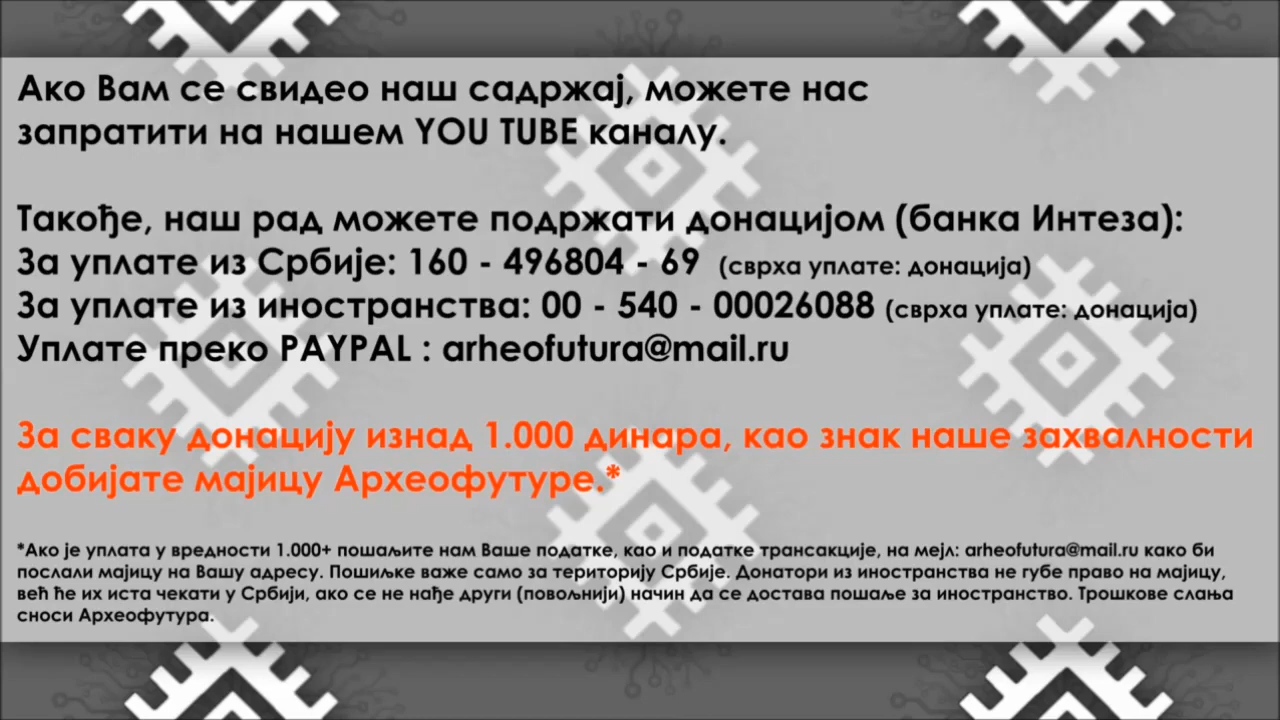 Ако Вам се свидео наш садржај, можете нас
запратити на нашем YOU TUBE каналу.
Такође, наш рад можете подржати донацијом (банка Интеза):
За уплате из Србије: 160 - 496804 - 69 (сврха уплате: донација)
За уплате из иностранства: 00 - 540 - 00026088 (сврха уплате: донација)
Уплате преко PAYPAL : arheofutura@mail.ru
За сваку донацију изнад 1.000 динара, као знак наше захвалности
добијате мајицу Археофутуре.*
*Ако је уплата у вредности 1.000+ пошаљите нам Ваше податке, као и податке трансакције, на мејл: arheofutura@mail.ru како би
послали мајицу на Вашу адресу. Пошиљке важе само за територију Србије. Донатори из иностранства не губе право на мајицу,
већ ће их иста чекати у Србији, ако се не нађе други (повољнији) начин да се достава пошаље за иностранство. Трошкове слања
сноси Археофутура.